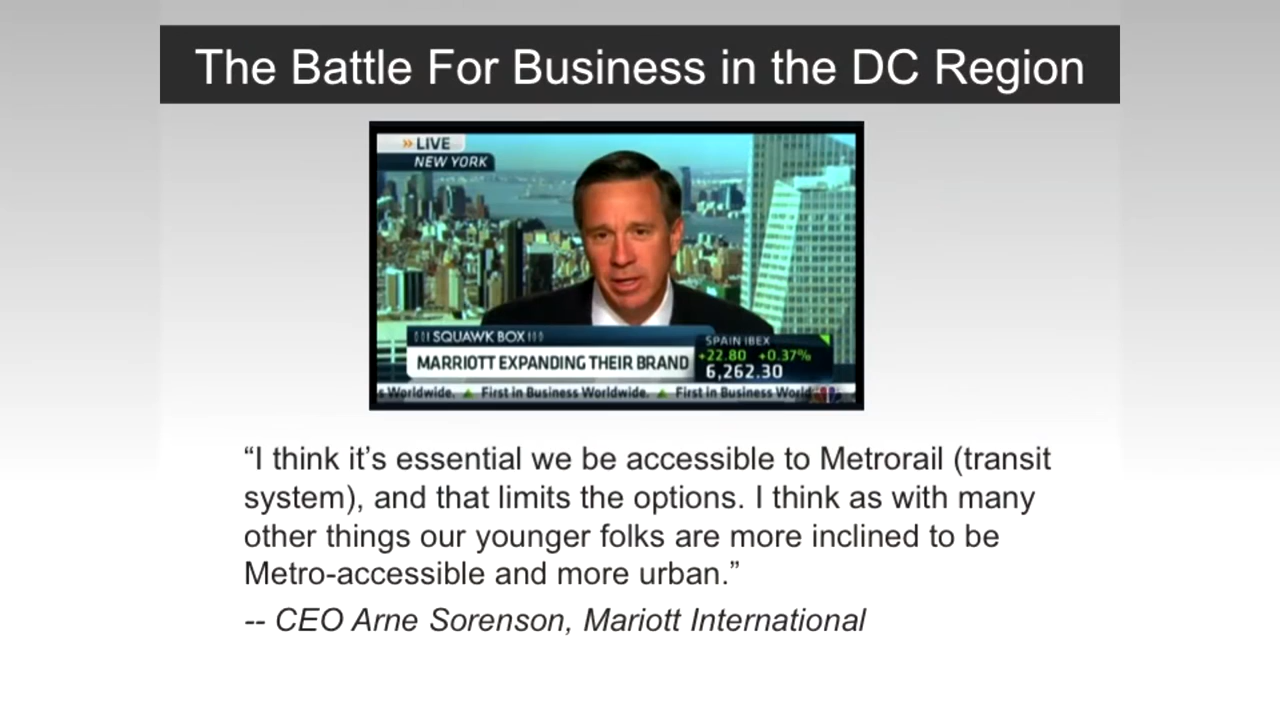 The Battle For Business in the DC Region
LIVE
NEW YORK
SQUAWK BOX
MARRIOTT EXPANDING THEIR BRAND
SPAIN IBEX
+22.80 +0.37%
6,262.30
s Worldwide. First in Business Worldwide. First in Business World
“I think it’s essential we be accessible to Metrorail (transit
system), and that limits the options. I think as with many
other things our younger folks are more inclined to be
Metro-accessible and more urban.”
-- CEO Arne Sorenson, Mariott International